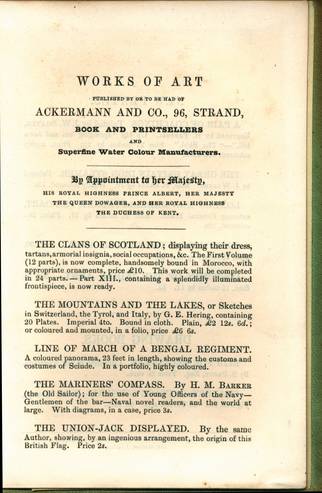 WORKS OF ART
PUBLISHED BY OR TO BE HAD OF
ACKERMANN AND CO., 96, STRAND,
BOOK AND PRINTSELLERS
AND
Superfine Water Colour Manufacturers.
By Appointment to her Majesty,
HIS ROYAL HIGHNESS PRINCE ALBERT, HER MAJESTY
THE QUEEN DOWAGER, AND HER ROYAL HIGHNESS
THE DUCHESS OF KENT.
THE CLANS OF SCOTLAND; displaying their dress,
tartans, armorial insignia, social occupations, &c. The First Volume
(12 parts), is now complete, handsomely bound in Morocco, with
appropriate ornaments, price £10. This work will be completed
in 24 parts.—Part XIII., containing a splendidly illuminated
frontispiece, is now ready.
THE MOUNTAINS AND THE LAKES, or Sketches
in Switzerland, the Tyrol, and Italy, by G. E. Hering, containing
20 Plates. Imperial 4to. Bound in cloth. Plain, £2 12s. 6d.;
or coloured and mounted, in a folio, price £6 6s.
LINE OF MARCH OF A BENGAL REGIMENT.
A coloured panorama, 23 feet in length, showing the customs and
costumes of Scinde. In a portfolio, highly coloured.
THE MARINERS' COMPASS. By H. M. BARKER
(the Old Sailor); for the use of Young Officers of the Navy—
Gentlemen of the bar—Naval novel readers, and the world at
large. With diagrams, in a case, price 3s.
THE UNION-JACK DISPLAYED. By the same
Author, showing, by an ingenious arrangement, the origin of this
British Flag. Price 2s.